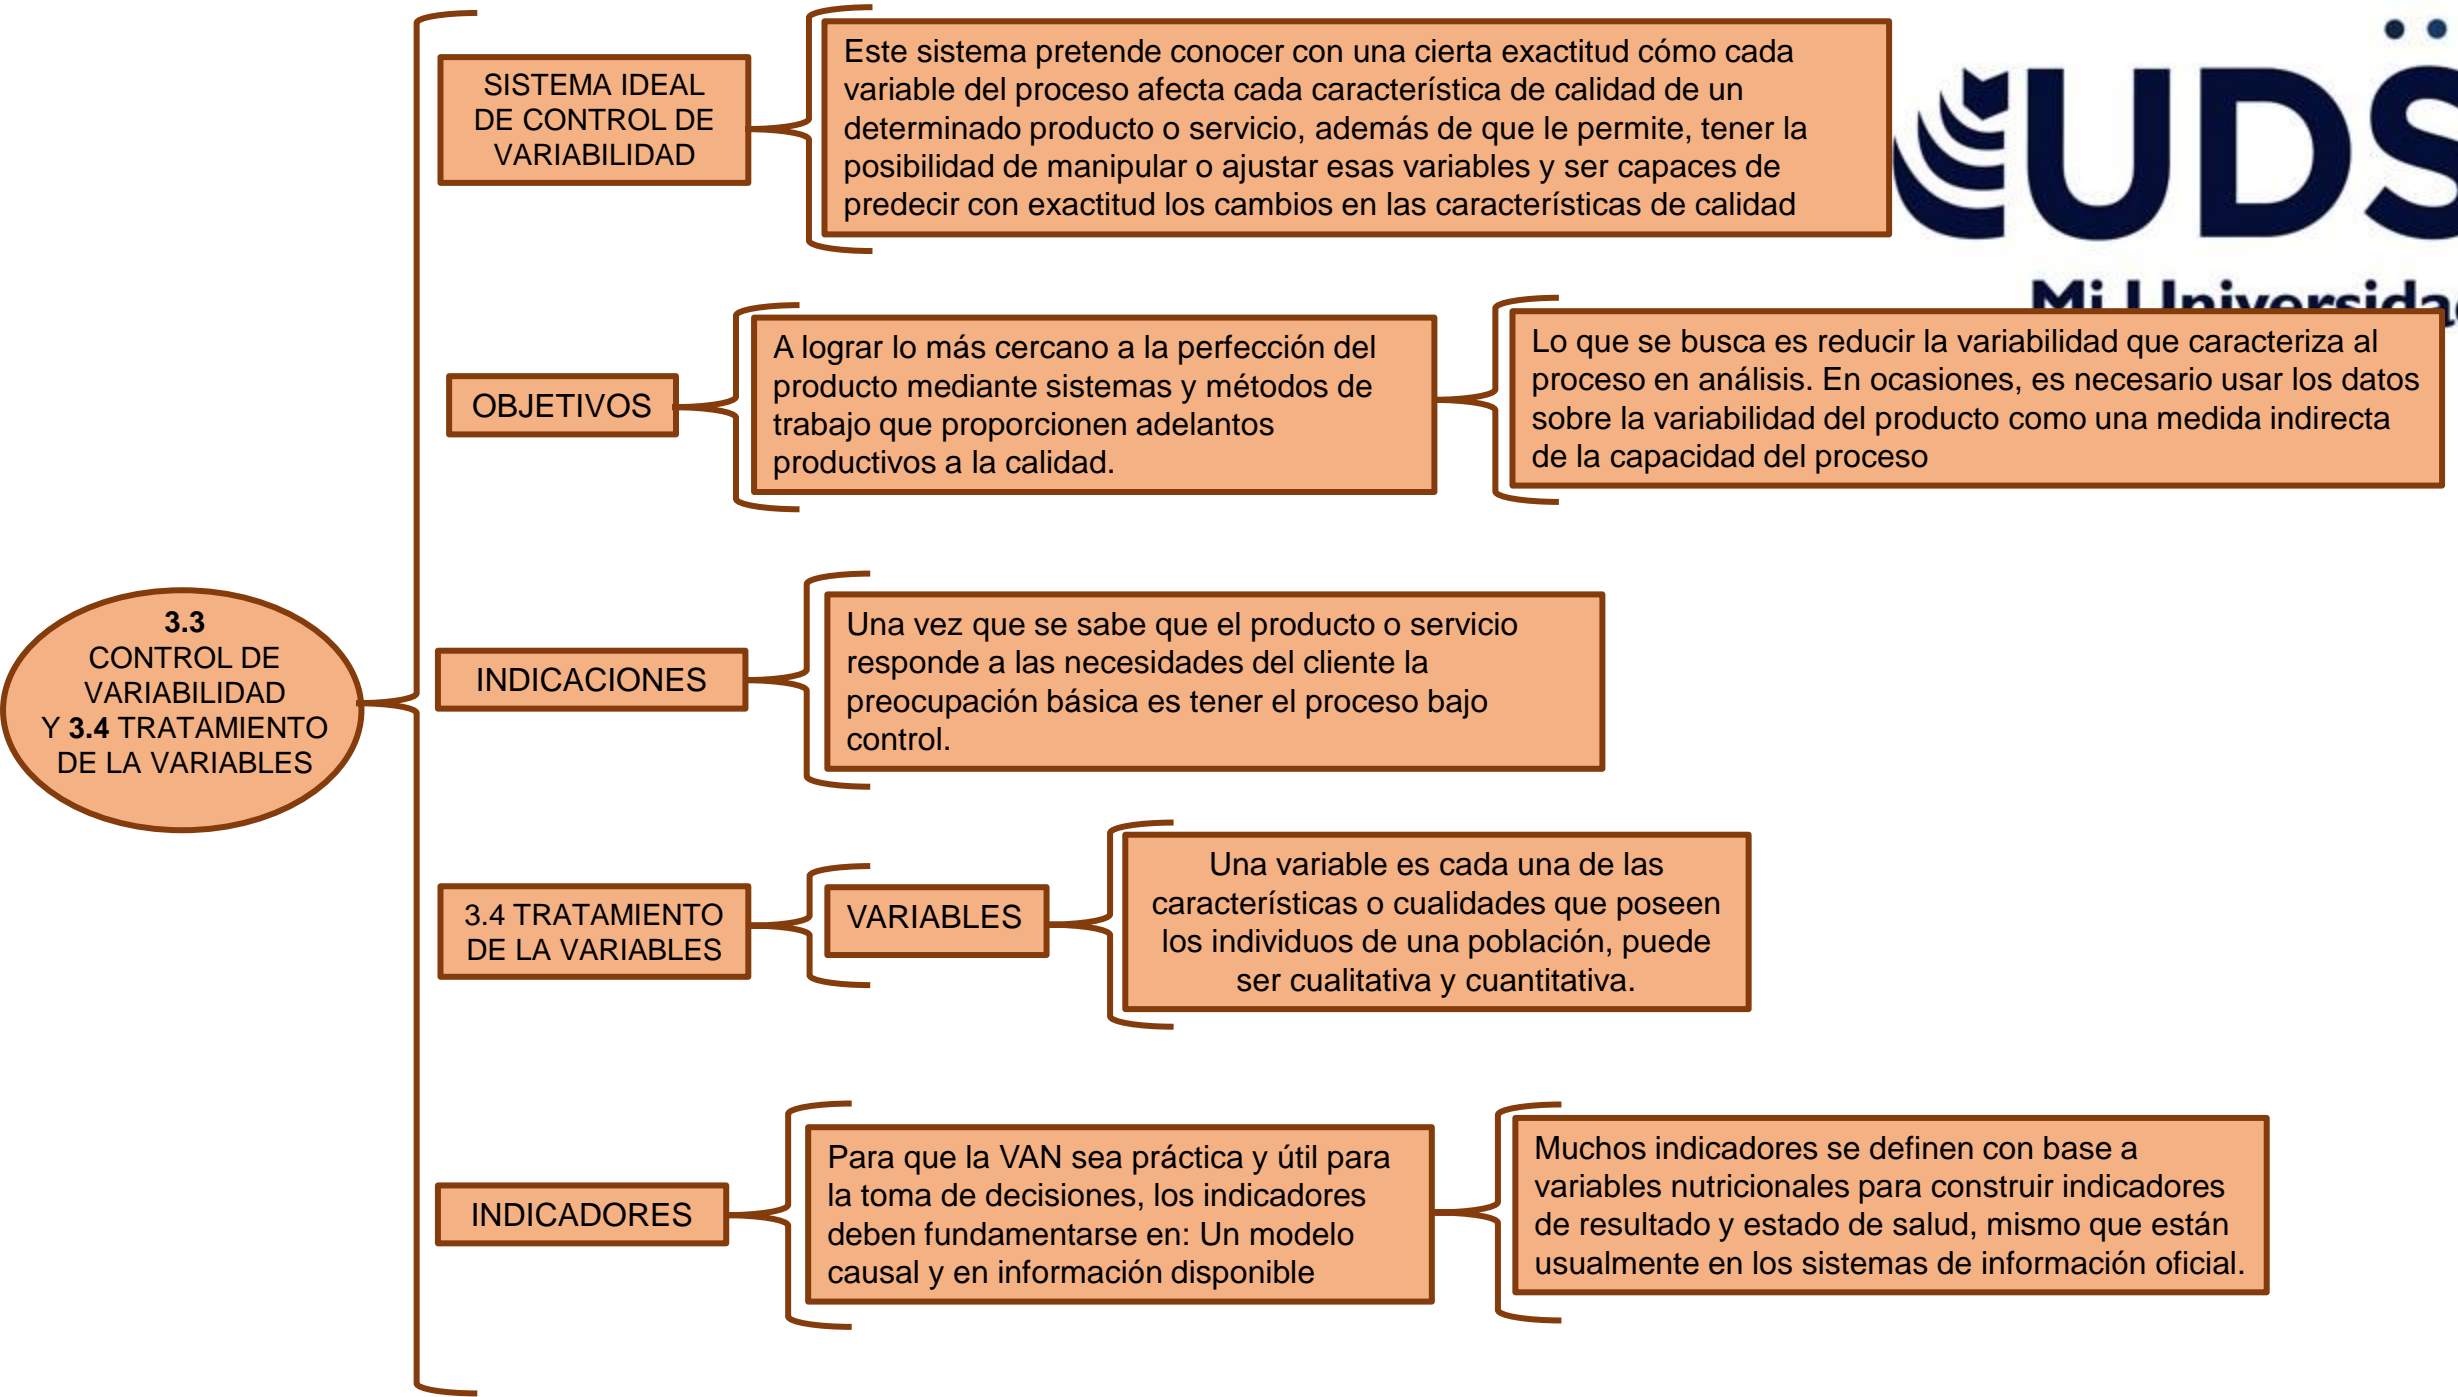 3.3
CONTROL DE
VARIABILIDAD
Y 3.4 TRATAMIENTO
DE LA VARIABLES
SISTEMA IDEAL
DE CONTROL DE
VARIABILIDAD
Este sistema pretende conocer con una cierta exactitud cómo cada
variable del proceso afecta cada característica de calidad de un
determinado producto o servicio, además de que le permite, tener la
posibilidad de manipular o ajustar esas variables y ser capaces de
predecir con exactitud los cambios en las características de calidad
UDS
Mi Universidad
OBJETIVOS
A lograr lo más cercano a la perfección del
producto mediante sistemas y métodos de
trabajo que proporcionen adelantos
productivos a la calidad.
Lo que se busca es reducir la variabilidad que caracteriza al
proceso en análisis. En ocasiones, es necesario usar los datos
sobre la variabilidad del producto como una medida indirecta
de la capacidad del proceso
INDICACIONES
Una vez que se sabe que el producto o servicio
responde a las necesidades del cliente la
preocupación básica es tener el proceso bajo
control.
3.4 TRATAMIENTO
DE LA VARIABLES
VARIABLES
Una variable es cada una de las
características o cualidades que poseen
los individuos de una población, puede
ser cualitativa y cuantitativa.
INDICADORES
Para que la VAN sea práctica y útil para
la toma de decisiones, los indicadores
deben fundamentarse en: Un modelo
causal y en información disponible
Muchos indicadores se definen con base a
variables nutricionales para construir indicadores
de resultado y estado de salud, mismo que están
usualmente en los sistemas de información oficial.